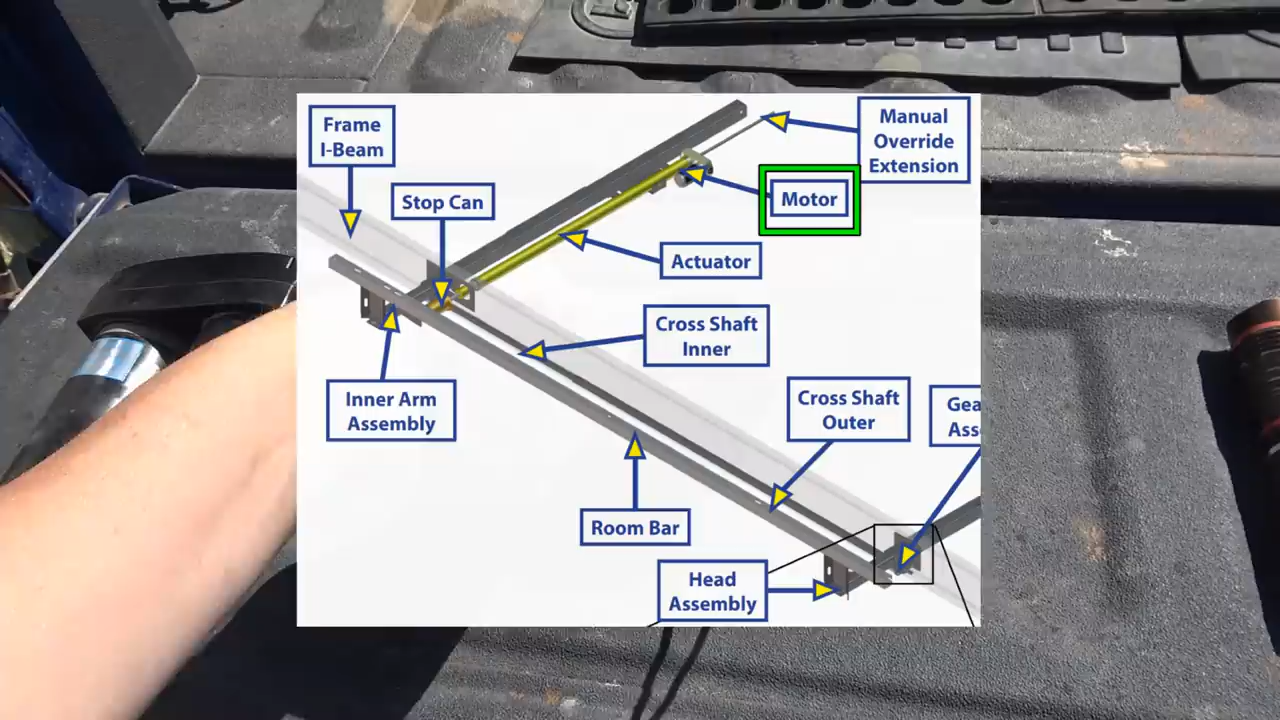 Frame
I-Beam
Manual
Override
Extension
Stop Can
Motor
Actuator
Cross Shaft
Inner
Inner Arm
Assembly
Cross Shaft
Outer
Room Bar
Head
Assembly